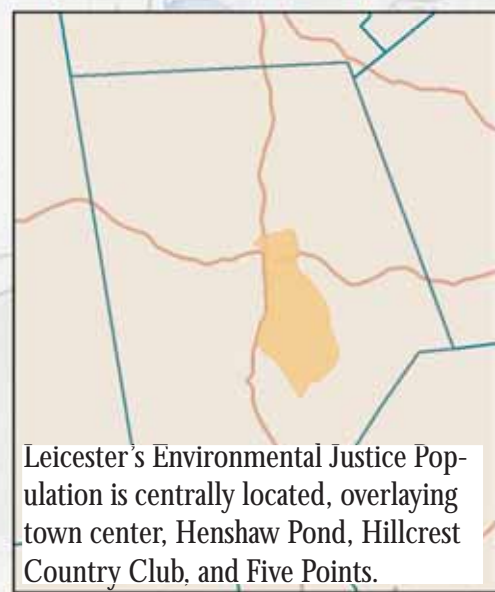 Leicester's Environmental Justice Pop-
ulation is centrally located, overlaying
town center, Henshaw Pond, Hillcrest
Country Club, and Five Points.